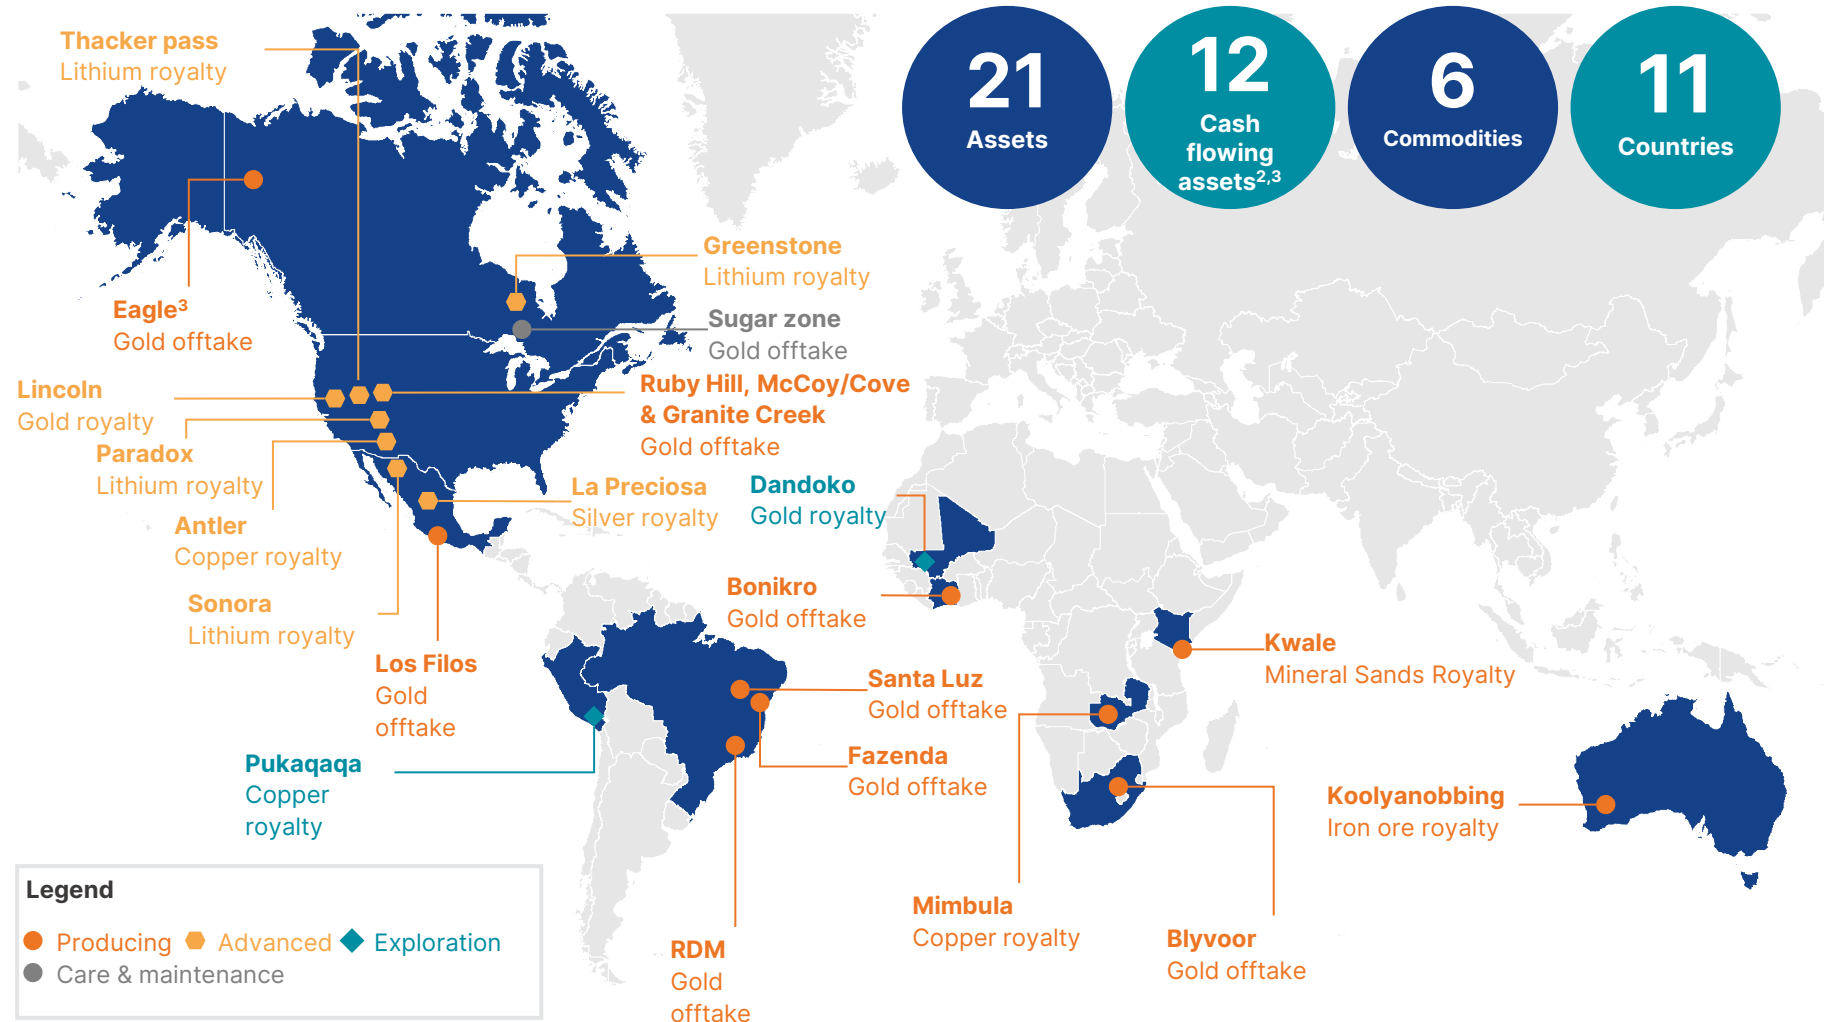 Thacker pass
Lithium royalty
21
Assets
12
Cash
flowing
assets2,3
6
Commodities
11
Countries
Greenstone
Lithium royalty
Eagle3
Gold offtake
Sugar zone
Gold offtake
Lincoln
Gold royalty
Ruby Hill, McCoy/Cove
& Granite Creek
Gold offtake
Paradox
Lithium royalty
La Preciosa
Silver royalty
Dandoko
Gold royalty
Antler
Copper royalty
Bonikro
Gold offtake
Sonora
Lithium royalty
Kwale
Mineral Sands Royalty
Los Filos
Gold
offtake
Santa Luz
Gold offtake
Pukaqaqa
Copper
royalty
Fazenda
Gold offtake
Koolyanobbing
Iron ore royalty
Mimbula
Copper royalty
Blyvoor
Gold offtake
RDM
Gold
offtake
Legend
Producing Advanced Exploration
Care & maintenance